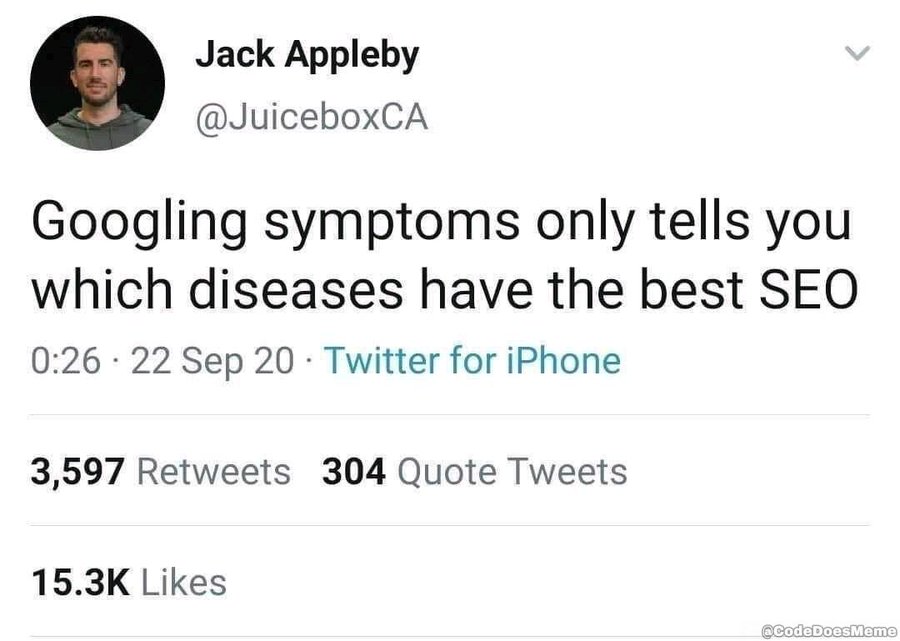 Jack Appleby
@JuiceboxCA
Googling symptoms only tells you
which diseases have the best SEO
0:26 · 22 Sep 20 · Twitter for iPhone
3,597 Retweets 304 Quote Tweets
15.3K Likes
@CodeDoesMeme